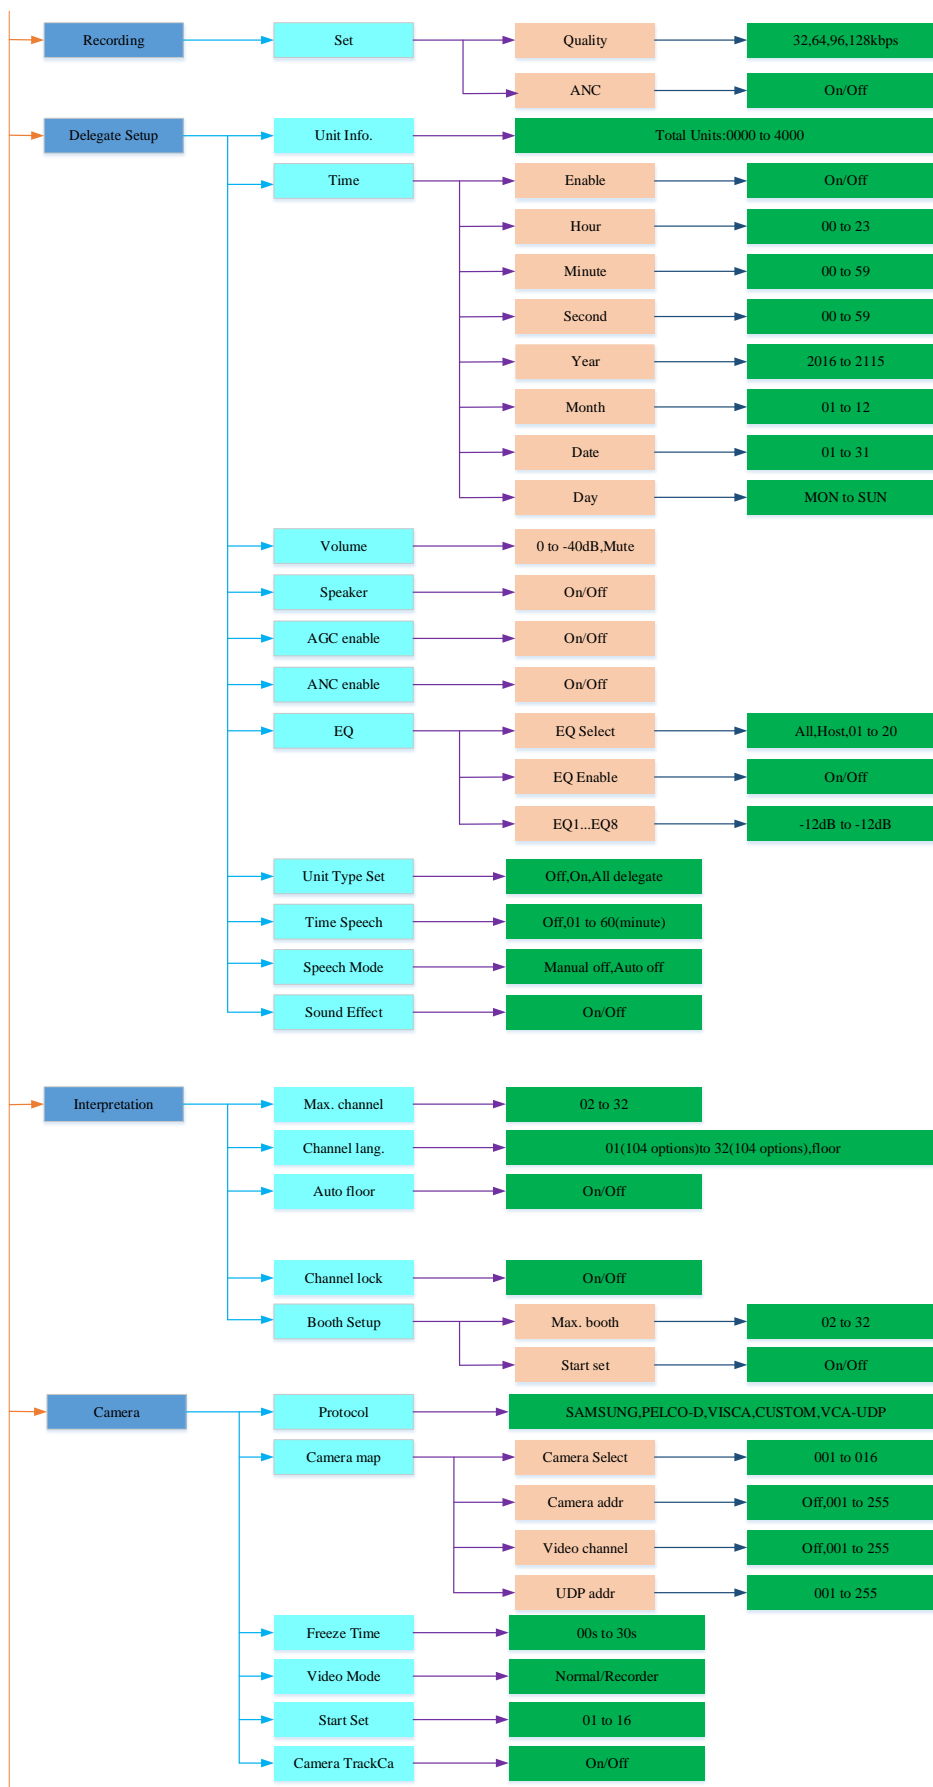 Recording Set Quality 32,64,96,128kbps
ANC On/Off
Delegate Setup Unit Info. Total Units:0000 to 4000
Time Enable On/Off
Hour 00 to 23
Minute 00 to 59
Second 00 to 59
Year 2016 to 2115
Month 01 to 12
Date 01 to 31
Day MON to SUN
Volume 0 to -40dB,Mute
Speaker On/Off
AGC enable On/Off
ANC enable On/Off
EQ EQ Select All,Host,01 to 20
EQ Enable On/Off
EQ1...EQ8 -12dB to -12dB
Unit Type Set Off,On,All delegate
Time Speech Off,01 to 60(minute)
Speech Mode Manual off,Auto off
Sound Effect On/Off
Interpretation Max. channel 02 to 32
Channel lang. 01(104 options)to 32(104 options),floor
Auto floor On/Off
Channel lock On/Off
Booth Setup Max. booth 02 to 32
Start set On/Off
Camera Protocol SAMSUNG,PELCO-D,VISCA,CUSTOM,VCA-UDP
Camera map Camera Select 001 to 016
Camera addr Off,001 to 255
Video channel Off,001 to 255
UDP addr 001 to 255
Freeze Time 00s to 30s
Video Mode Normal/Recorder
Start Set 01 to 16
Camera TrackCa On/Off